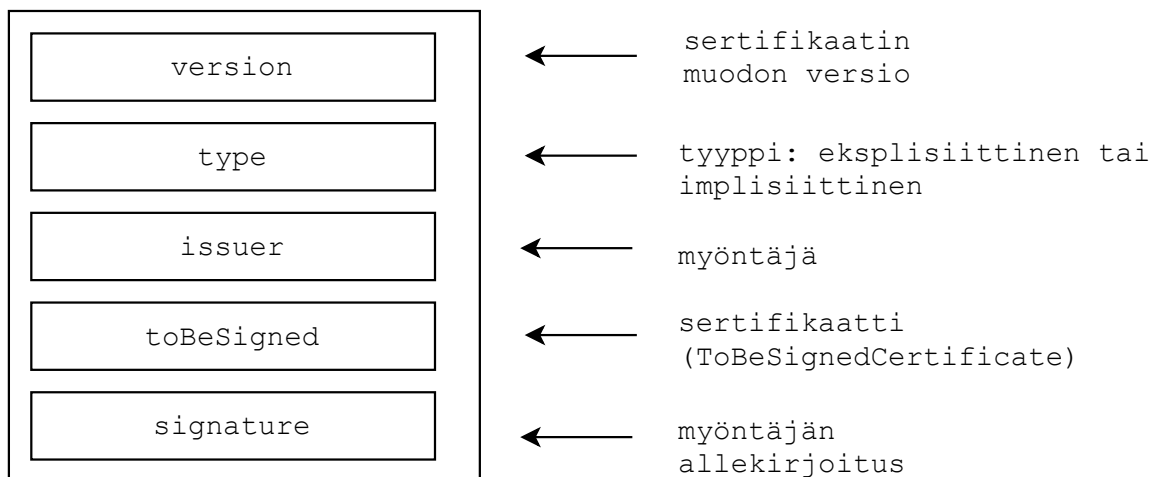 version
sertifikaatin
muodon versio
type
tyyppi: eksplisiittinen tai
implisiittinen
issuer
myöntäjä
toBeSigned
sertifikaatti
(ToBeSignedCertificate)
signature
myöntäjän
allekirjoitus